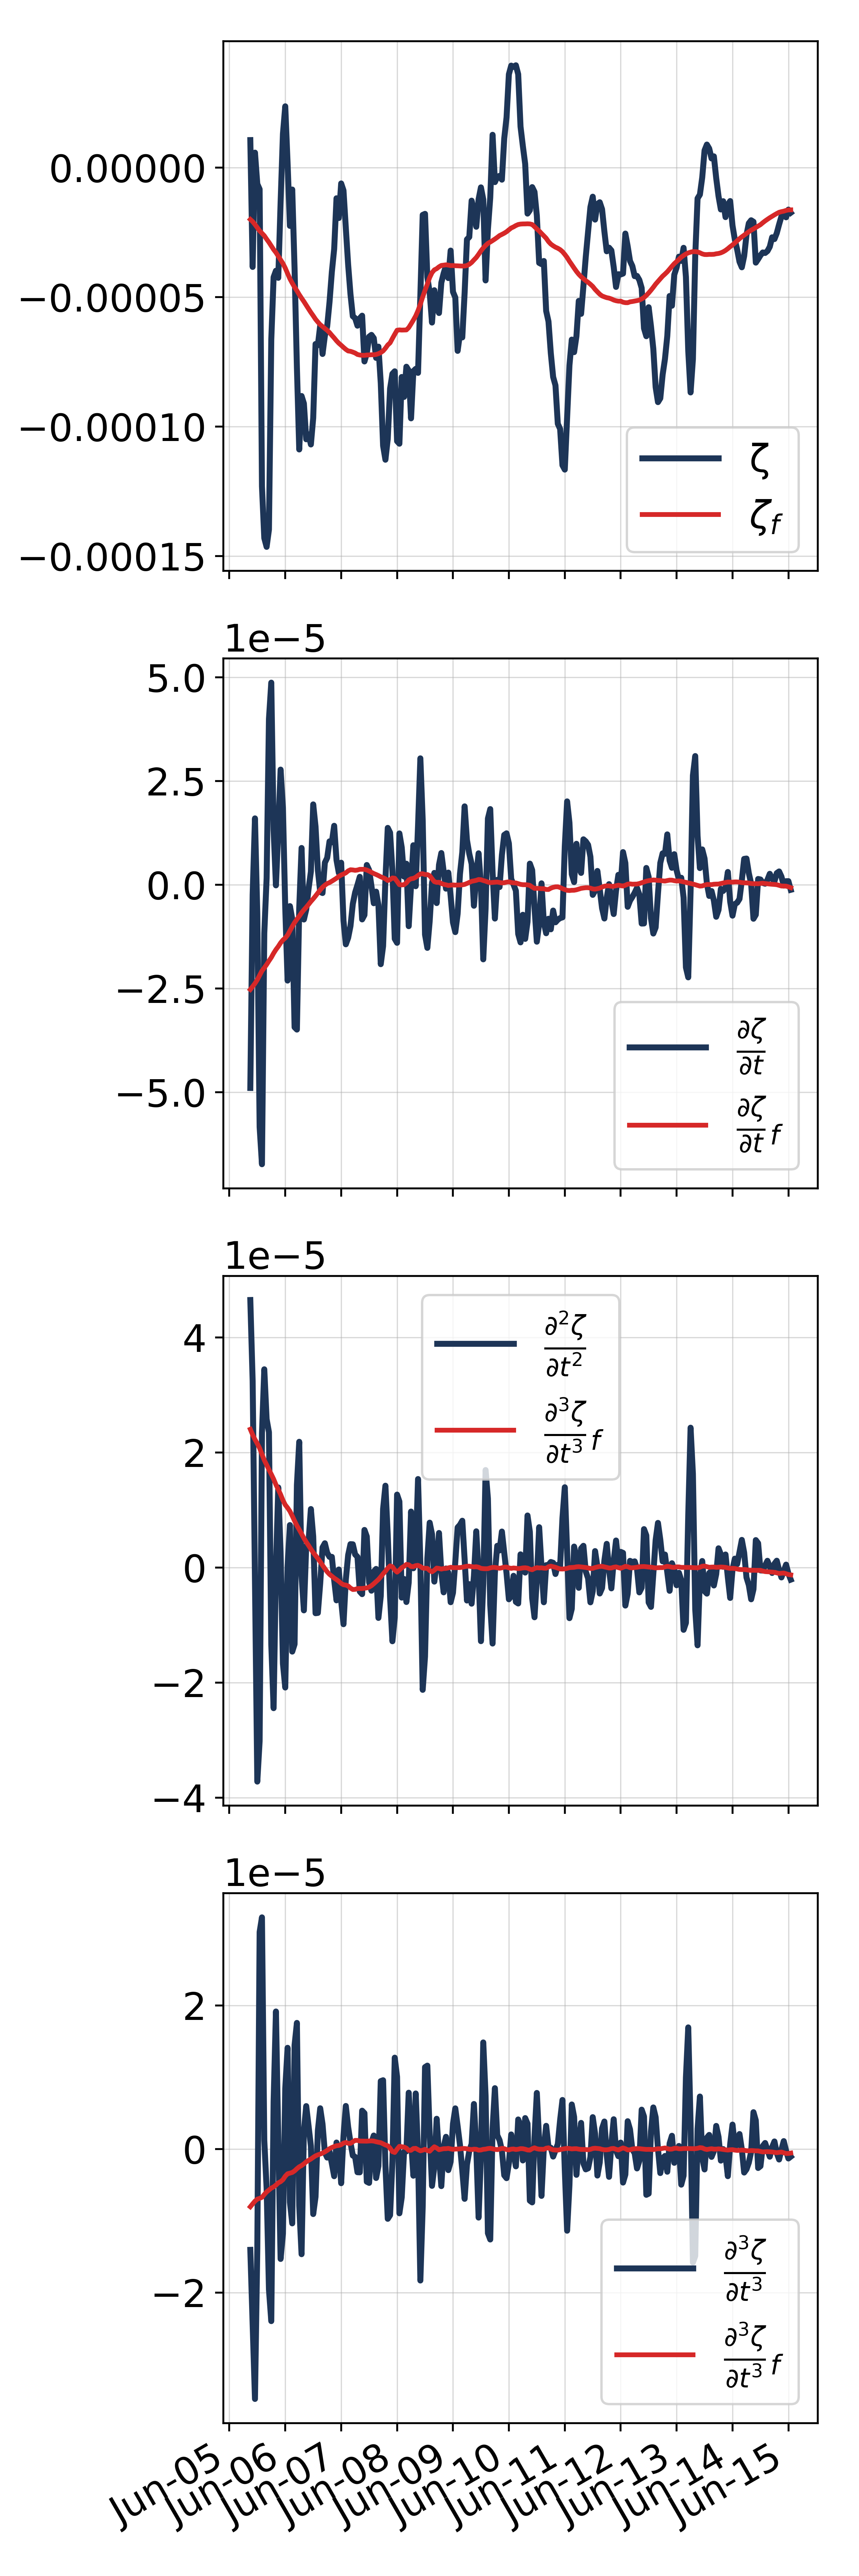 0.00000
−0.00005
−0.00010
−0.00015
ζ
ζ_f
1e−5
5.0
2.5
0.0
−2.5
−5.0
∂ζ/∂t
∂ζ/∂t f
1e−5
4
2
0
−2
−4
∂²ζ/∂t²
∂³ζ/∂t³ f
1e−5
2
0
−2
∂³ζ/∂t³
∂³ζ/∂t³ f
Jun-05
Jun-06
Jun-07
Jun-08
Jun-09
Jun-10
Jun-11
Jun-12
Jun-13
Jun-14
Jun-15